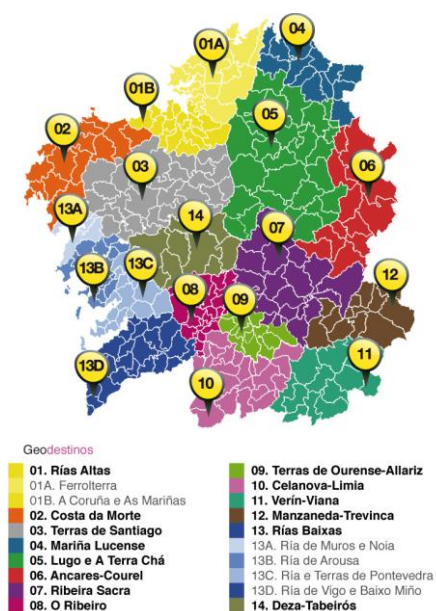 04
01A
01B
05
02
03
06
13A
14
07
13B
13C
12
08
09
11
13D
10
Geodestinos
01. Rías Altas
01A. Ferrolterra
01B. A Coruña e As Mariñas
02. Costa da Morte
03. Terras de Santiago
04. Mariña Lucense
05. Lugo e A Terra Chá
06. Ancares-Courel
07. Ribeira Sacra
08. O Ribeiro
09. Terras de Ourense-Allariz
10. Celanova-Limia
11. Verín-Viana
12. Manzaneda-Trevinca
13. Rías Baixas
13A. Ría de Muros e Noia
13B. Ría de Arousa
13C. Ría e Terras de Pontevedra
13D. Ría de Vigo e Baixo Miño
14. Deza-Tabeirós